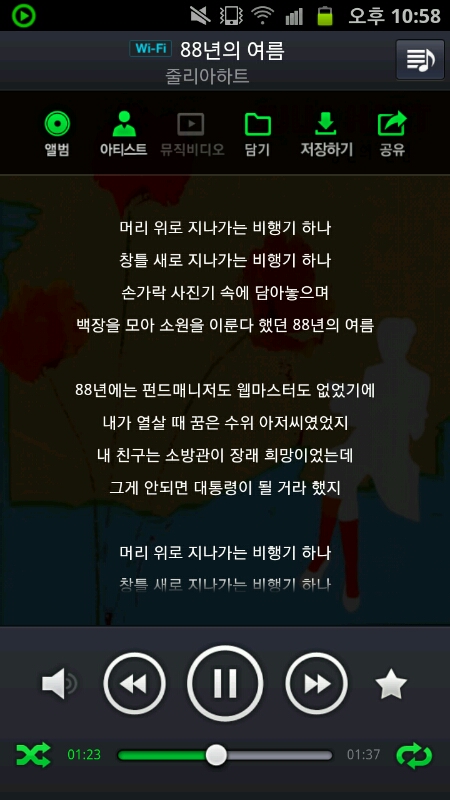 오후 10:58
Wi-Fi 88년의 여름
줄리아하트
앨범 아티스트 뮤직비디오 담기 저장하기 공유
머리 위로 지나가는 비행기 하나
창틀 새로 지나가는 비행기 하나
손가락 사진기 속에 담아놓으며
백장을 모아 소원을 이룬다 했던 88년의 여름
88년에는 펀드매니저도 웹마스터도 없었기에
내가 열살 때 꿈은 수위 아저씨였었지
내 친구는 소방관이 장래 희망이었는데
그게 안되면 대통령이 될 거라 했지
머리 위로 지나가는 비행기 하나
창틀 새로 지나가는 비행기 하나
01:23 01:37